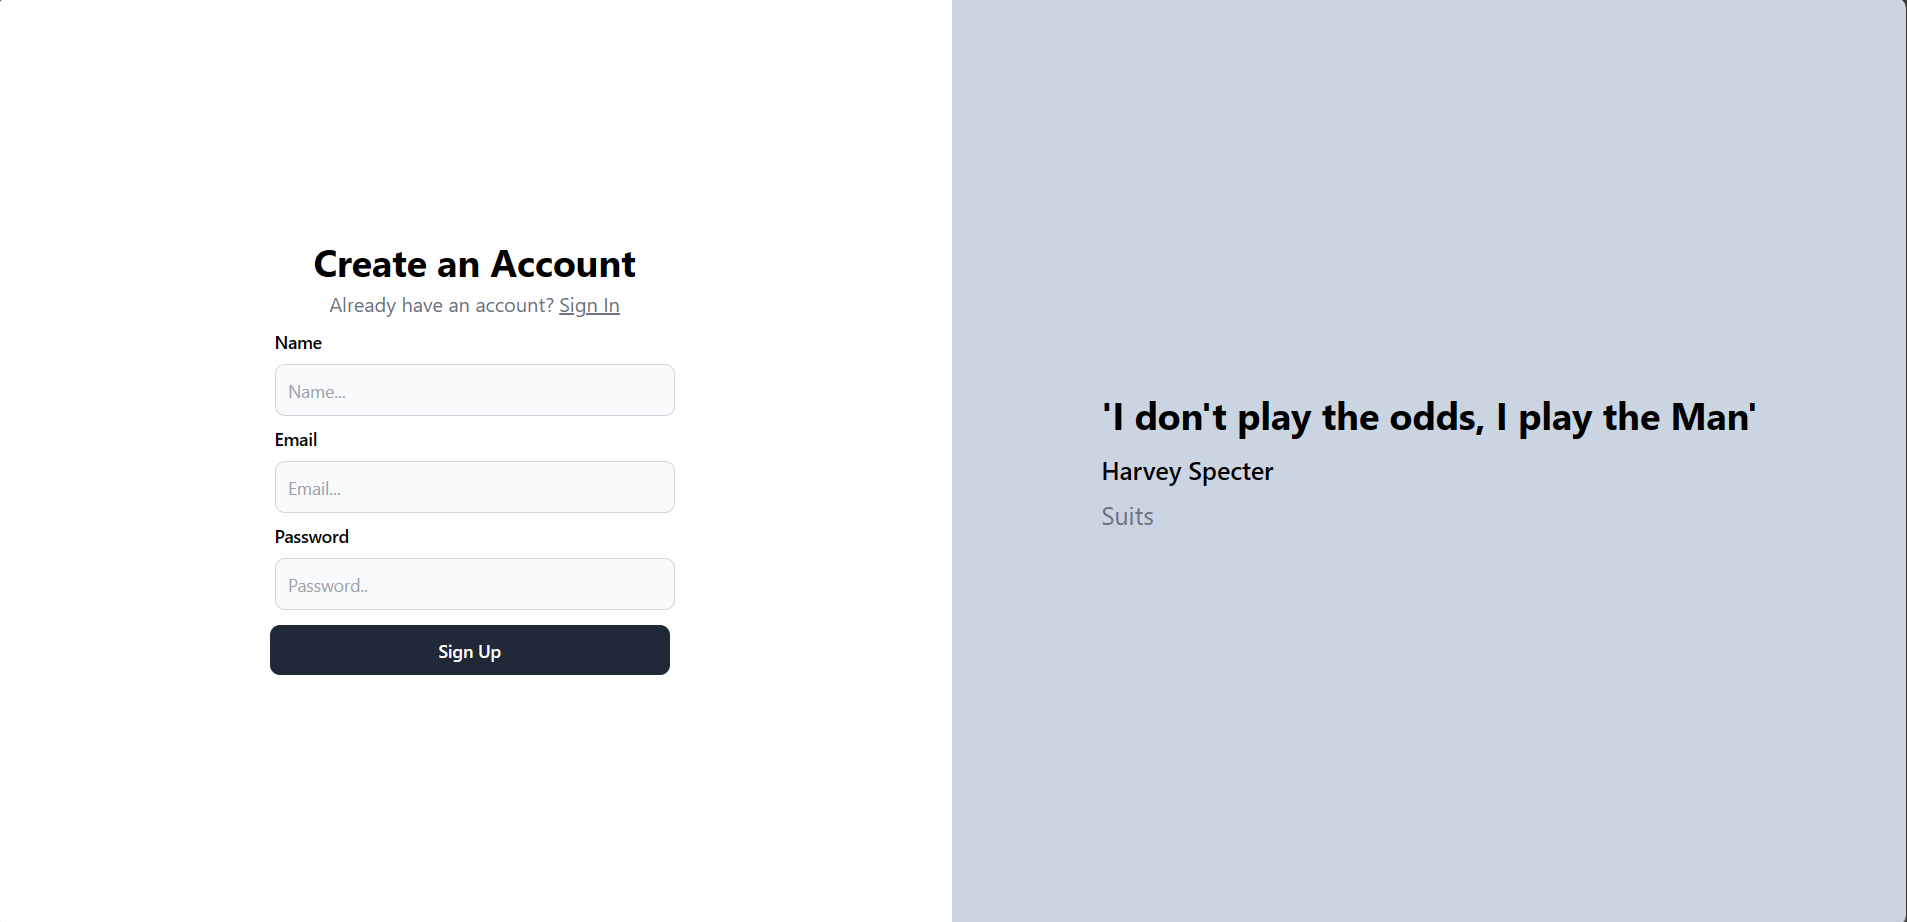 Create an Account
Already have an account? Sign In
Name
Name...
Email
Email...
Password
Password..
Sign Up
'I don't play the odds, I play the Man'
Harvey Specter
Suits